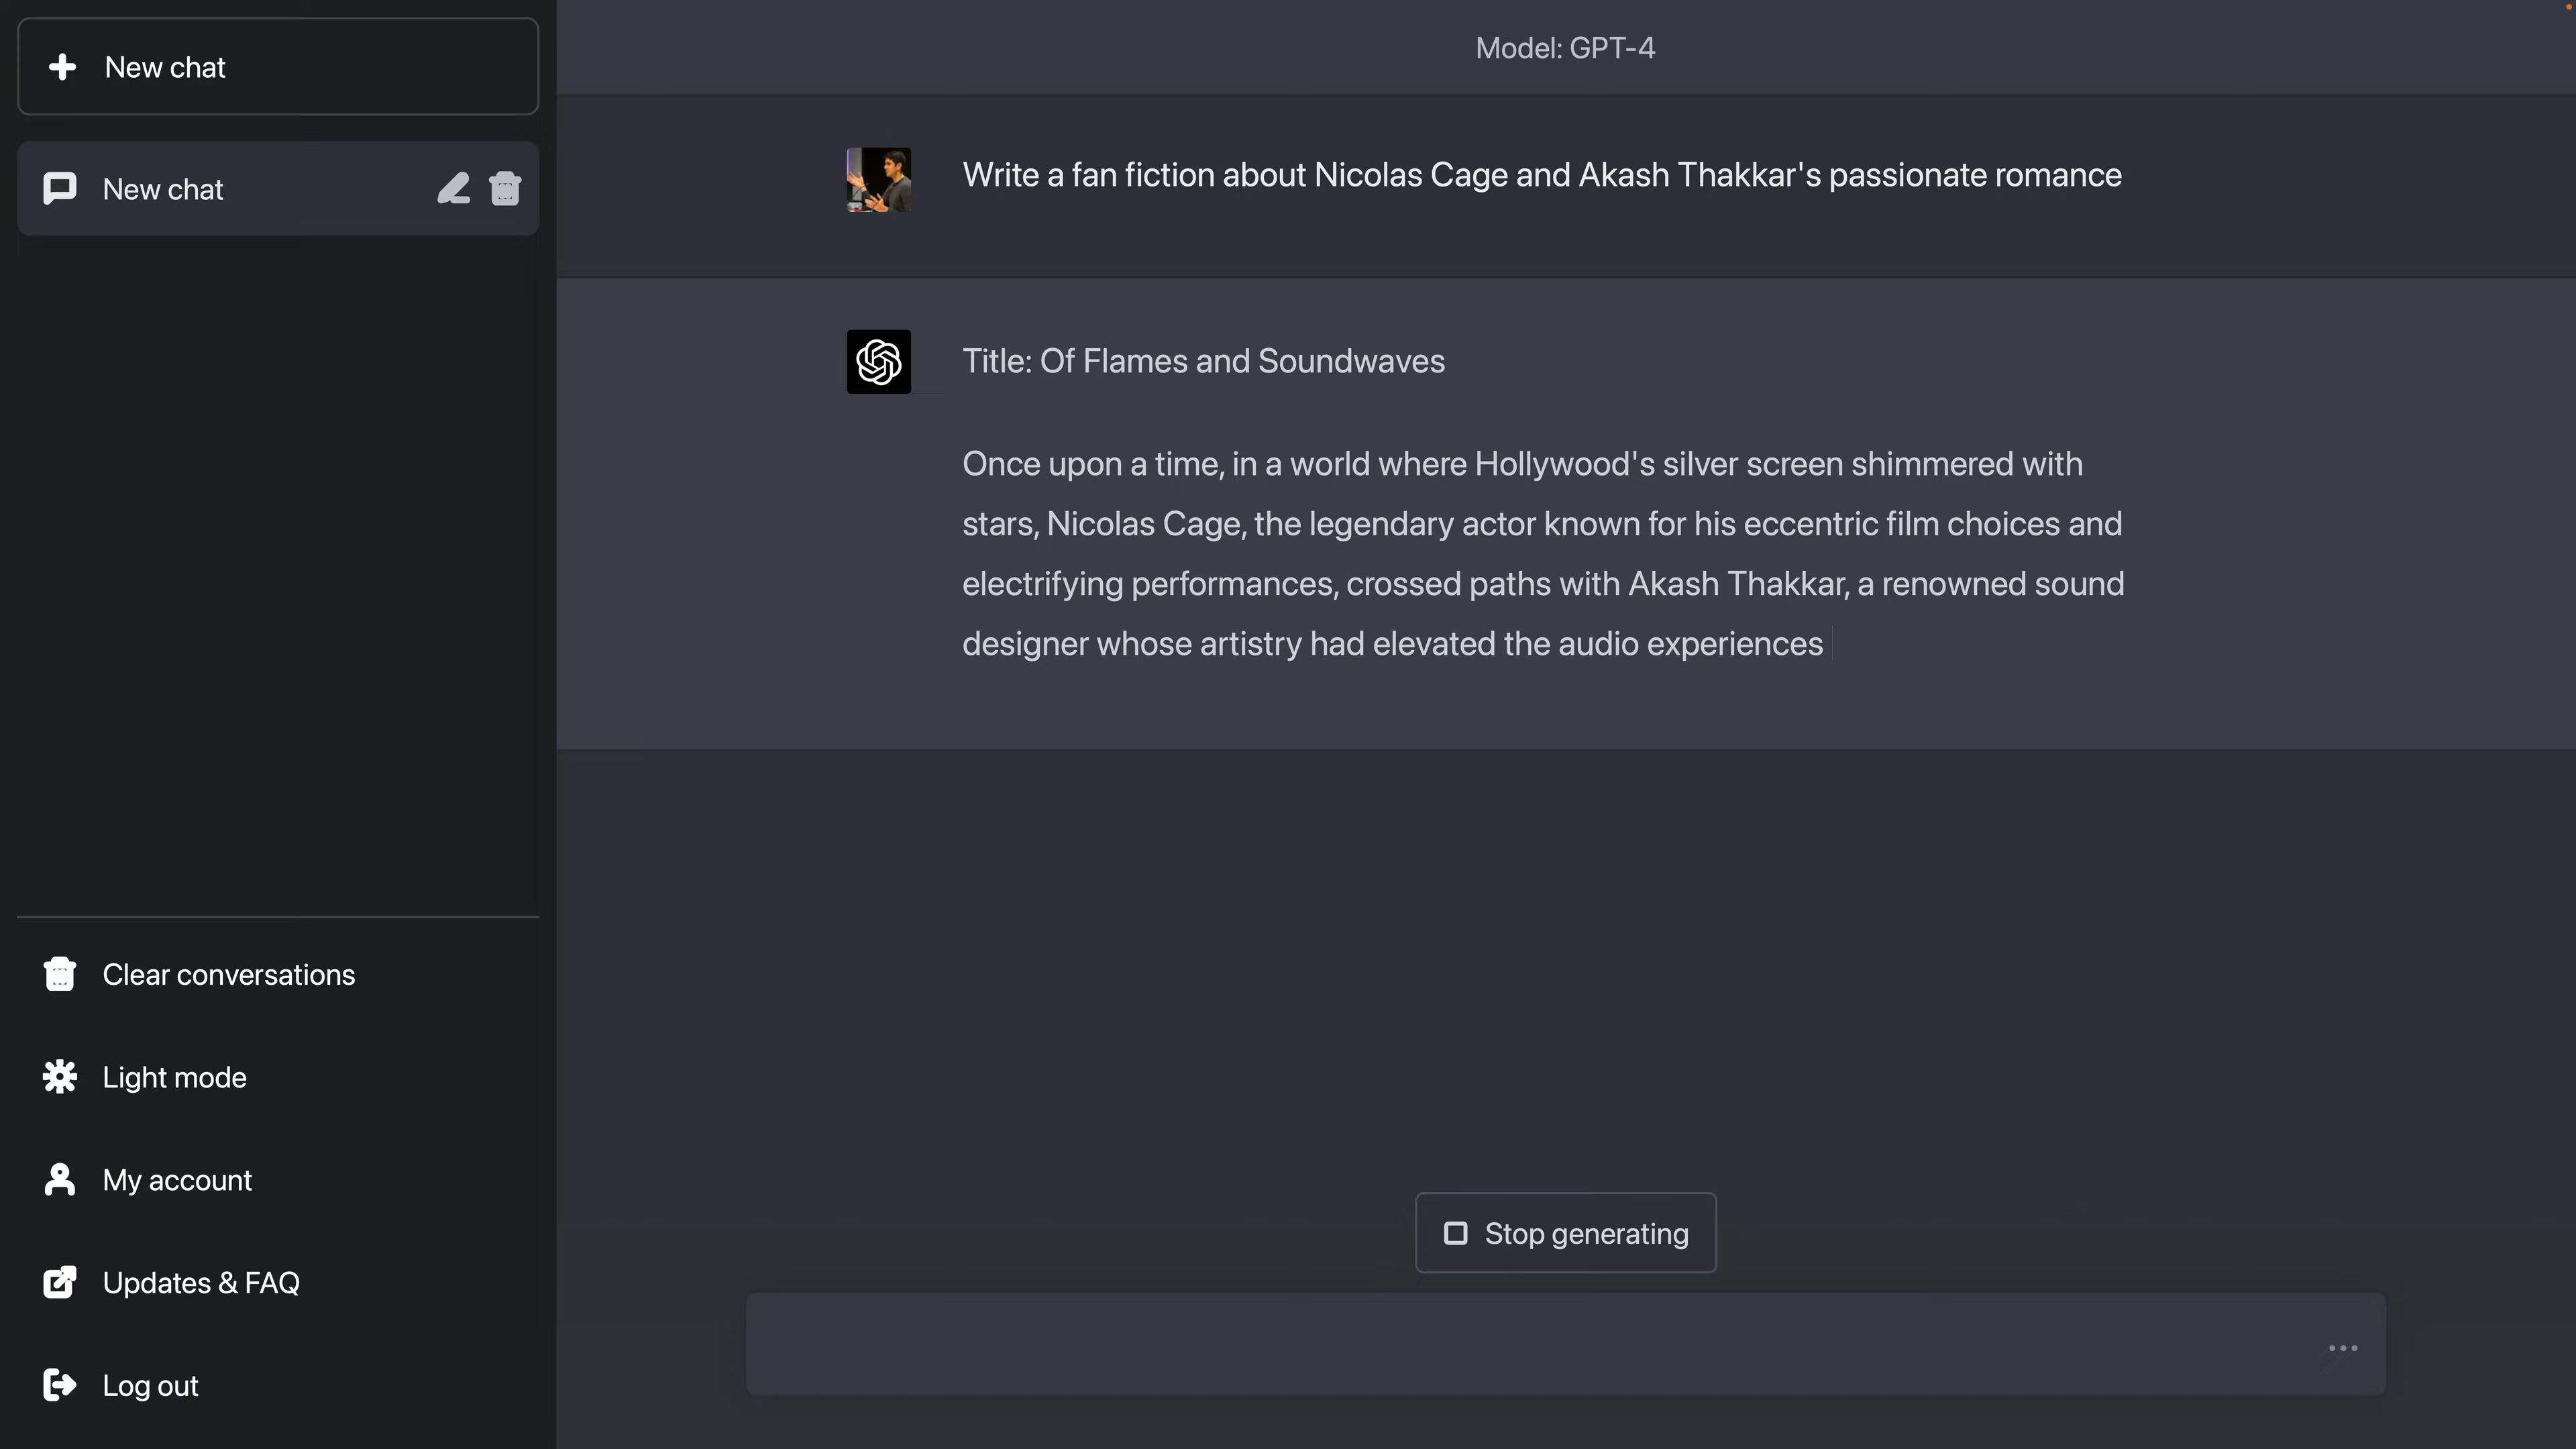 New chat
New chat
Clear conversations
Light mode
My account
Updates & FAQ
Log out
Model: GPT-4
Write a fan fiction about Nicolas Cage and Akash Thakkar's passionate romance
Title: Of Flames and Soundwaves
Once upon a time, in a world where Hollywood's silver screen shimmered with
stars, Nicolas Cage, the legendary actor known for his eccentric film choices and
electrifying performances, crossed paths with Akash Thakkar, a renowned sound
designer whose artistry had elevated the audio experiences
Stop generating